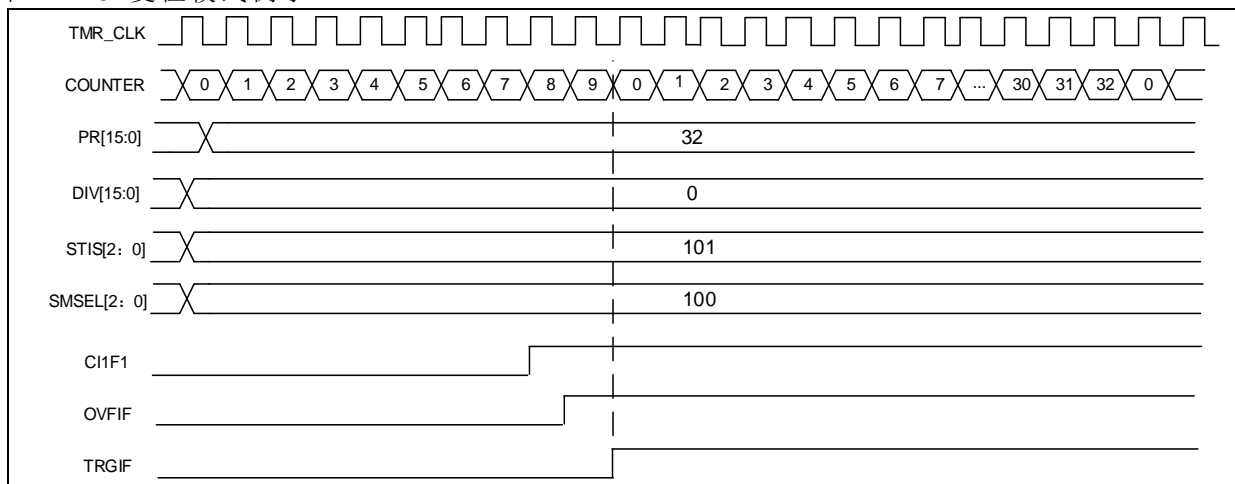 TMR_CLK
COUNTER 0 1 2 3 4 5 6 7 8 9 0 1 2 3 4 5 6 7 ... 30 31 32 0
PR[15:0] 32
DIV[15:0] 0
STIS[2：0] 101
SMSEL[2：0] 100
CI1F1
OVFIF
TRGIF